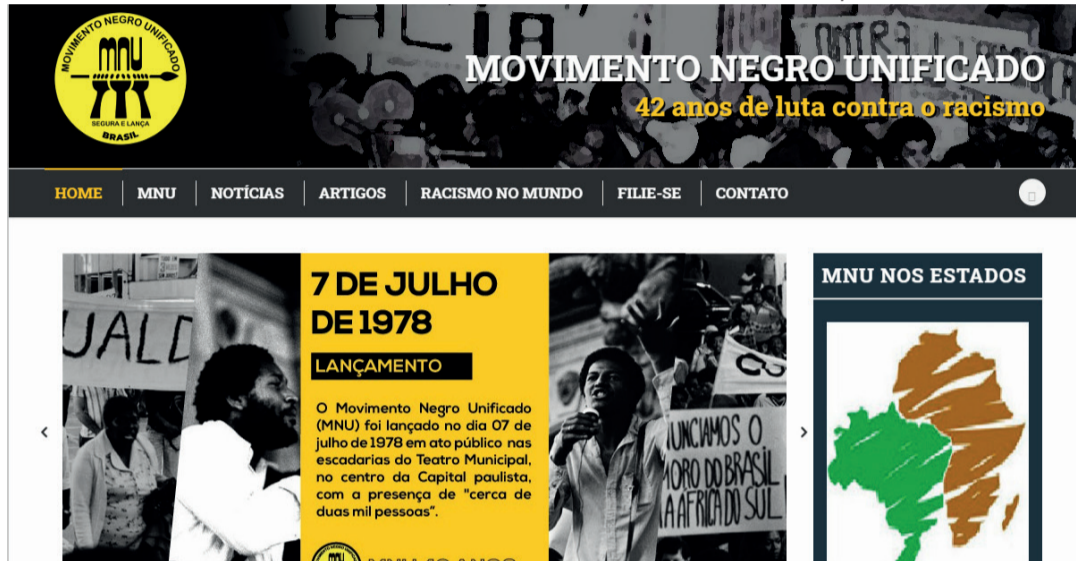 MOVIMENTO NEGRO UNIFICADO
mnu
SEGURA E LANÇA
BRASIL
MOVIMENTO NEGRO UNIFICADO
42 anos de luta contra o racismo
HOME
MNU
NOTÍCIAS
ARTIGOS
RACISMO NO MUNDO
FILIE-SE
CONTATO
UALD
7 DE JULHO
DE 1978
LANÇAMENTO
O Movimento Negro Unificado
(MNU) foi lançado no dia 07 de
julho de 1978 em ato público nas
escadarias do Teatro Municipal,
no centro da Capital paulista,
com a presença de "cerca de
duas mil pessoas".
UNCIAMOS O
MORO DO BRASIL
A AFRICA DO SUL
MNU NOS ESTADOS